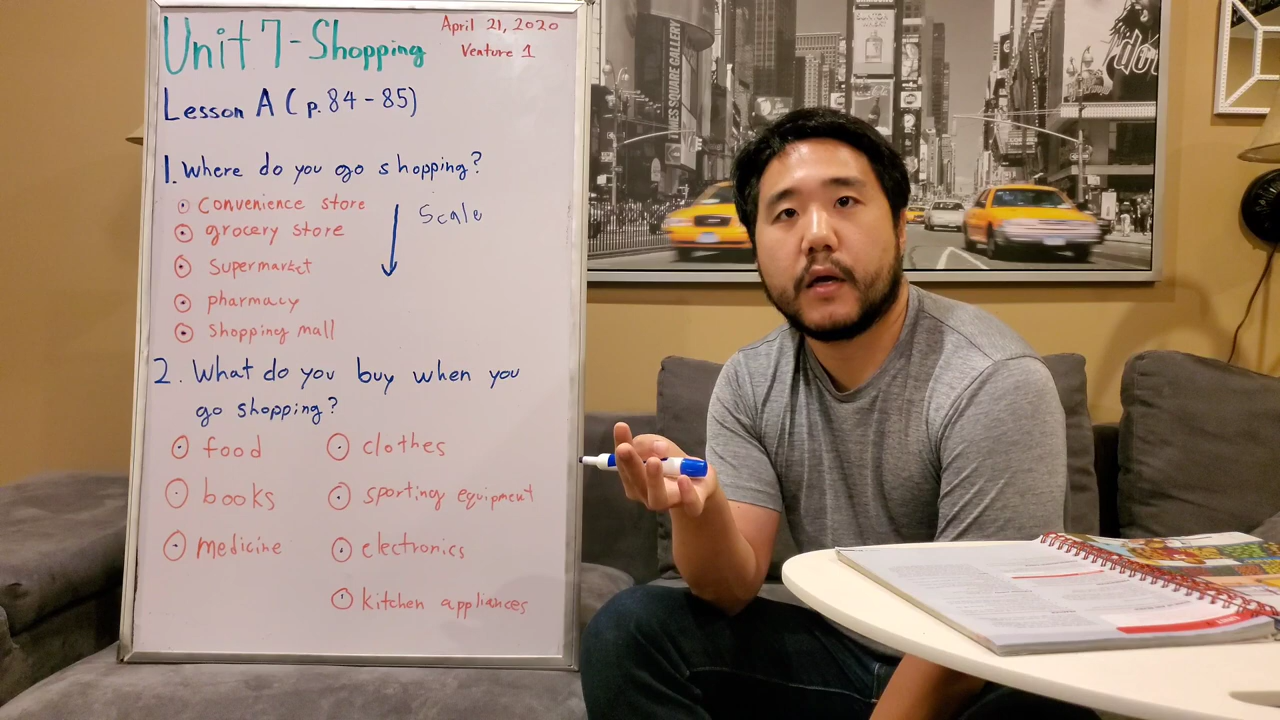 Unit 7 - Shopping
April 21, 2020
Venture 1
Lesson A (p. 84 - 85)
1. Where do you go shopping?
convenience store
grocery store
supermarket
pharmacy
shopping mall
Scale
2. What do you buy when you
go shopping?
food
books
medicine
clothes
sporting equipment
electronics
kitchen appliances